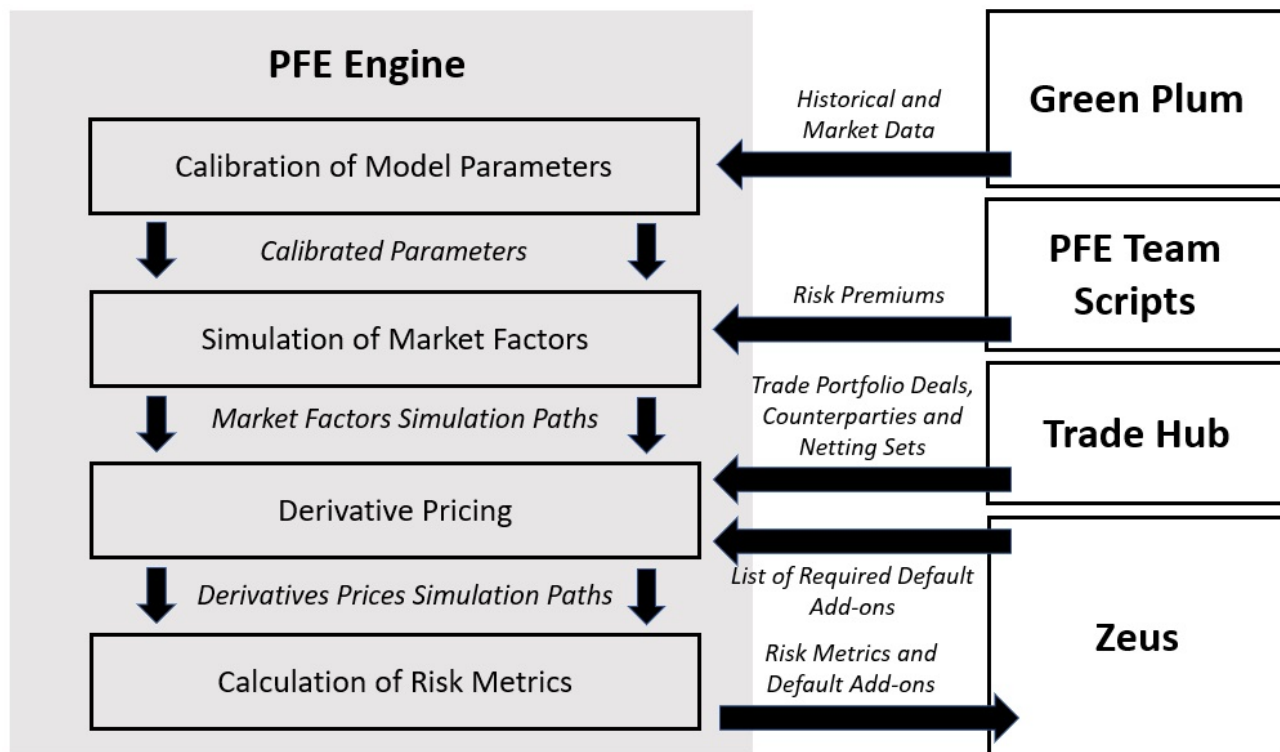 PFE Engine
Calibration of Model Parameters
Calibrated Parameters
Simulation of Market Factors
Market Factors Simulation Paths
Derivative Pricing
Derivatives Prices Simulation Paths
Calculation of Risk Metrics
Historical and
Market Data
Risk Premiums
Trade Portfolio Deals,
Counterparties and
Netting Sets
List of Required Default
Add-ons
Risk Metrics and
Default Add-ons
Green Plum
PFE Team
Scripts
Trade Hub
Zeus